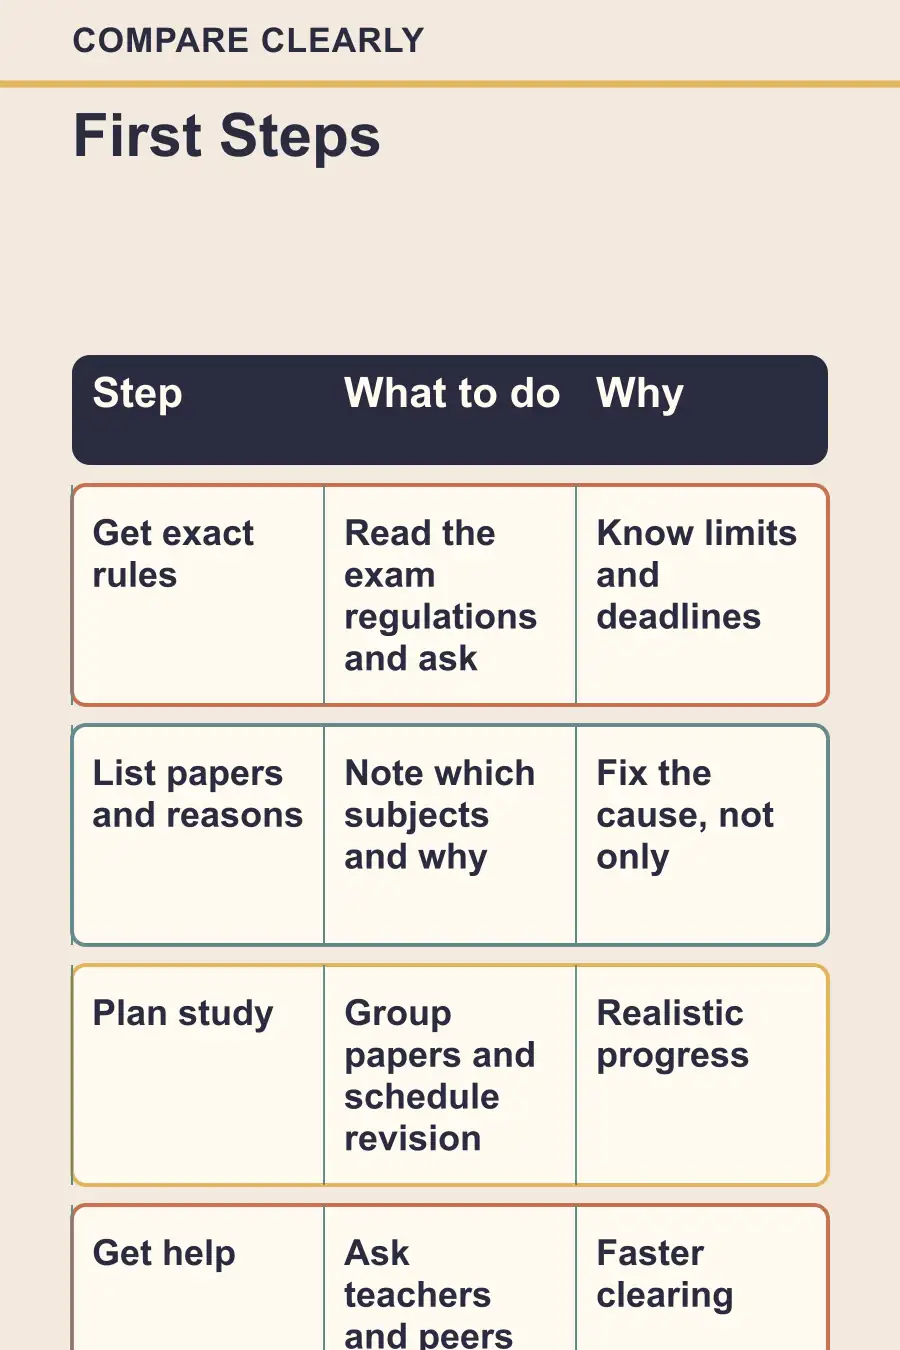 COMPARE CLEARLY
First Steps
Step What to do Why
Get exact
rules
Read the
exam
regulations
and ask
Know limits
and
deadlines
List papers
and reasons
Note which
subjects
and why
Fix the
cause, not
only
Plan study
Group
papers and
schedule
revision
Realistic
progress
Get help
Ask
teachers
and peers
Faster
clearing